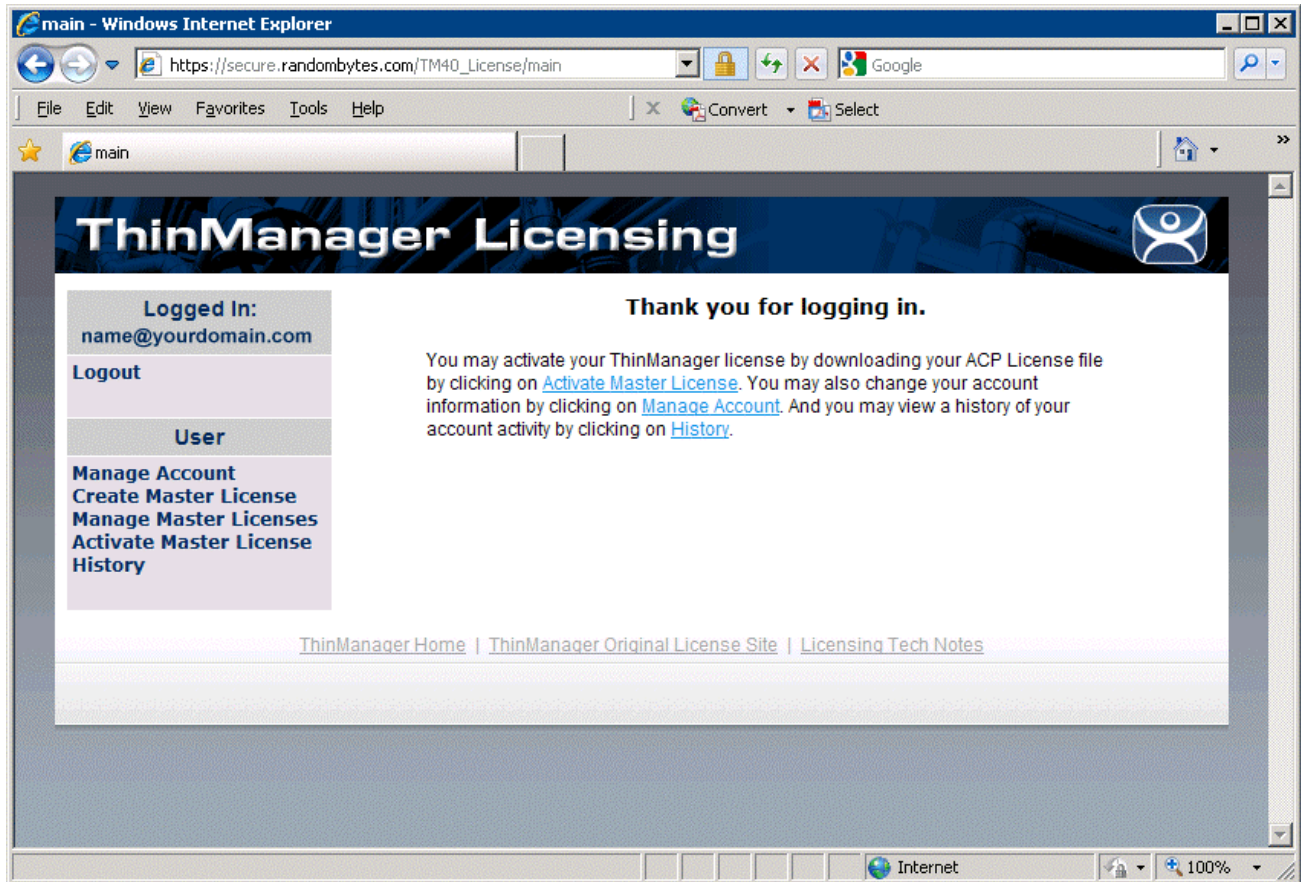 main - Windows Internet Explorer
https://secure.randombytes.com/TM40_License/main
Google
File Edit View Favorites Tools Help
Convert Select
main
ThinManager Licensing
Logged In:
name@yourdomain.com
Logout
User
Manage Account
Create Master License
Manage Master Licenses
Activate Master License
History
Thank you for logging in.
You may activate your ThinManager license by downloading your ACP License file
by clicking on Activate Master License. You may also change your account
information by clicking on Manage Account. And you may view a history of your
account activity by clicking on History.
ThinManager Home | ThinManager Original License Site | Licensing Tech Notes
Internet
100%